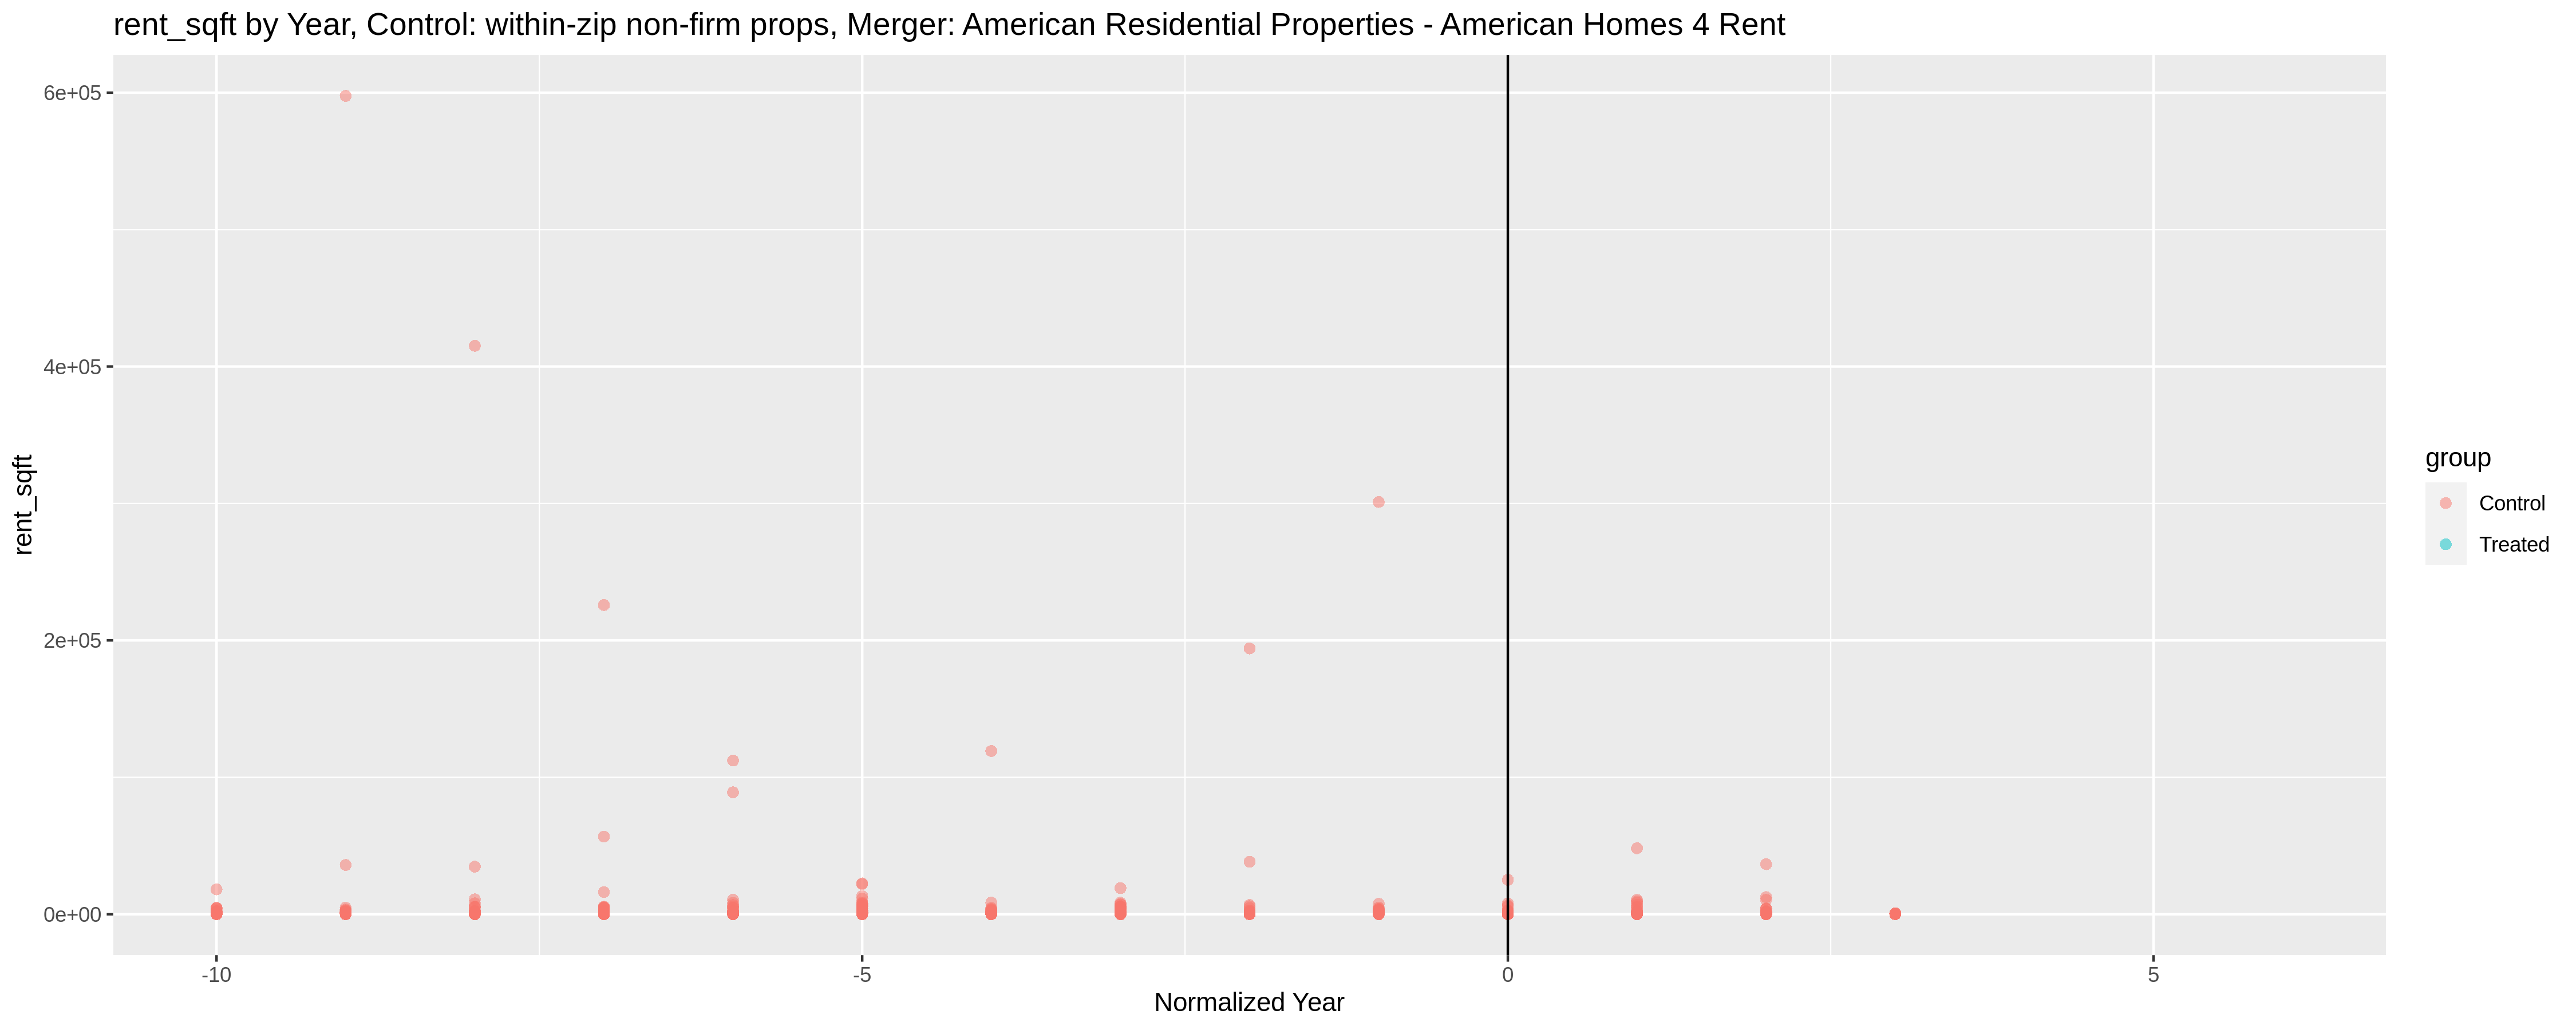 rent_sqft by Year, Control: within-zip non-firm props, Merger: American Residential Properties - American Homes 4 Rent
6e+05
4e+05
2e+05
0e+00
rent_sqft
-10
-5
0
5
Normalized Year
group
Control
Treated